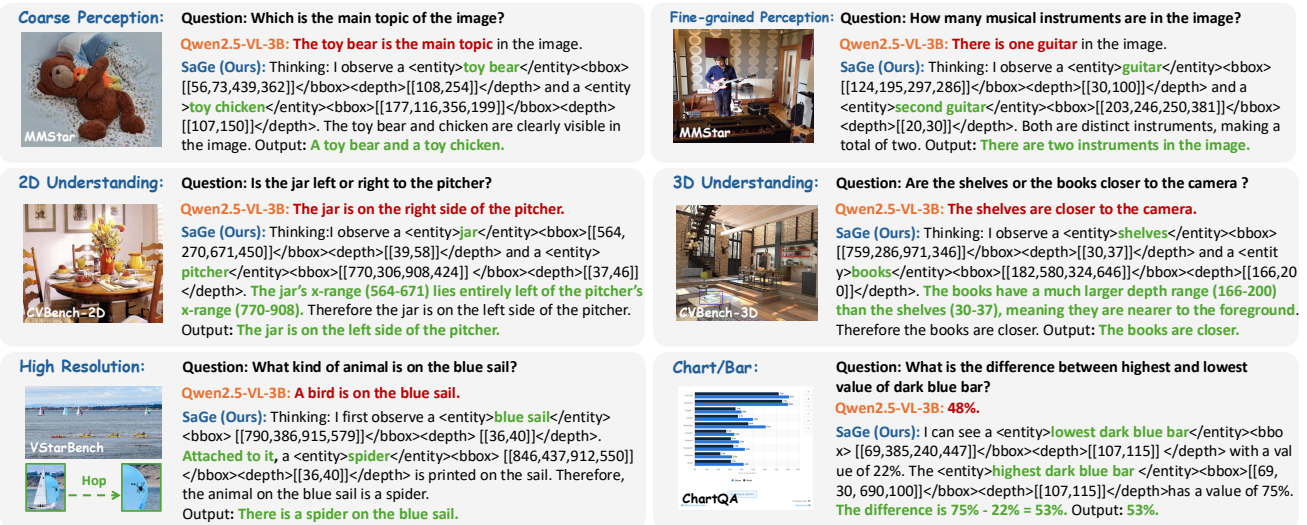 Coarse Perception:
MMStar
Question: Which is the main topic of the image?
Qwen2.5-VL-3B: The toy bear is the main topic in the image.
SaGe (Ours): Thinking: I observe a <entity>toy bear</entity><bbox>
[[56,73,439,362]]</bbox><depth>[[108,254]]</depth> and a <entity
>toy chicken</entity><bbox>[[177,116,356,199]]</bbox><depth>
[[107,150]]</depth>. The toy bear and chicken are clearly visible in
the image. Output: A toy bear and a toy chicken.
Fine-grained Perception:
MMStar
Question: How many musical instruments are in the image?
Qwen2.5-VL-3B: There is one guitar in the image.
SaGe (Ours): Thinking: I observe a <entity>guitar</entity><bbox>
[[124,195,297,286]]</bbox><depth>[[30,100]]</depth> and a
<entity>second guitar</entity><bbox>[[203,246,250,381]]</bbox>
<depth>[[20,30]]</depth>. Both are distinct instruments, making a
total of two. Output: There are two instruments in the image.
2D Understanding:
CVBench-2D
Question: Is the jar left or right to the pitcher?
Qwen2.5-VL-3B: The jar is on the right side of the pitcher.
SaGe (Ours): Thinking:I observe a <entity>jar</entity><bbox>[[564,
270,671,450]]</bbox><depth>[[39,58]]</depth> and a <entity>
pitcher</entity><bbox>[[770,306,908,424]] </bbox><depth>[[37,46]]
</depth>. The jar's x-range (564-671) lies entirely left of the pitcher's
x-range (770-908). Therefore the jar is on the left side of the pitcher.
Output: The jar is on the left side of the pitcher.
3D Understanding:
CVBench-3D
Question: Are the shelves or the books closer to the camera ?
Qwen2.5-VL-3B: The shelves are closer to the camera.
SaGe (Ours): Thinking: I observe a <entity>shelves</entity><bbox>
[[759,286,971,346]]</bbox><depth>[[30,37]]</depth> and a <entit
y>books</entity><bbox>[[182,580,324,646]]</bbox><depth>[[166,20
0]]</depth>. The books have a much larger depth range (166-200)
than the shelves (30-37), meaning they are nearer to the foreground.
Therefore the books are closer. Output: The books are closer.
High Resolution:
VStarBench
Hop
Question: What kind of animal is on the blue sail?
Qwen2.5-VL-3B: A bird is on the blue sail.
SaGe (Ours): Thinking: I first observe a <entity>blue sail</entity>
<bbox> [[790,386,915,579]]</bbox><depth> [[36,40]]</depth>.
Attached to it, a <entity>spider</entity><bbox> [[846,437,912,550]]
</bbox><depth>[[36,40]]</depth> is printed on the sail. Therefore,
the animal on the blue sail is a spider.
Output: There is a spider on the blue sail.
Chart/Bar:
ChartQA
Question: What is the difference between highest and lowest
value of dark blue bar?
Qwen2.5-VL-3B: 48%.
SaGe (Ours): I can see a <entity>lowest dark blue bar</entity><bbo
x> [[69,385,240,447]]</bbox><depth>[[107,115]] </depth> with a val
ue of 22%. The <entity>highest dark blue bar </entity><bbox>[[69,
30, 690,100]]</bbox><depth>[[107,115]]</depth>has a value of 75%.
The difference is 75% - 22% = 53%. Output: 53%.